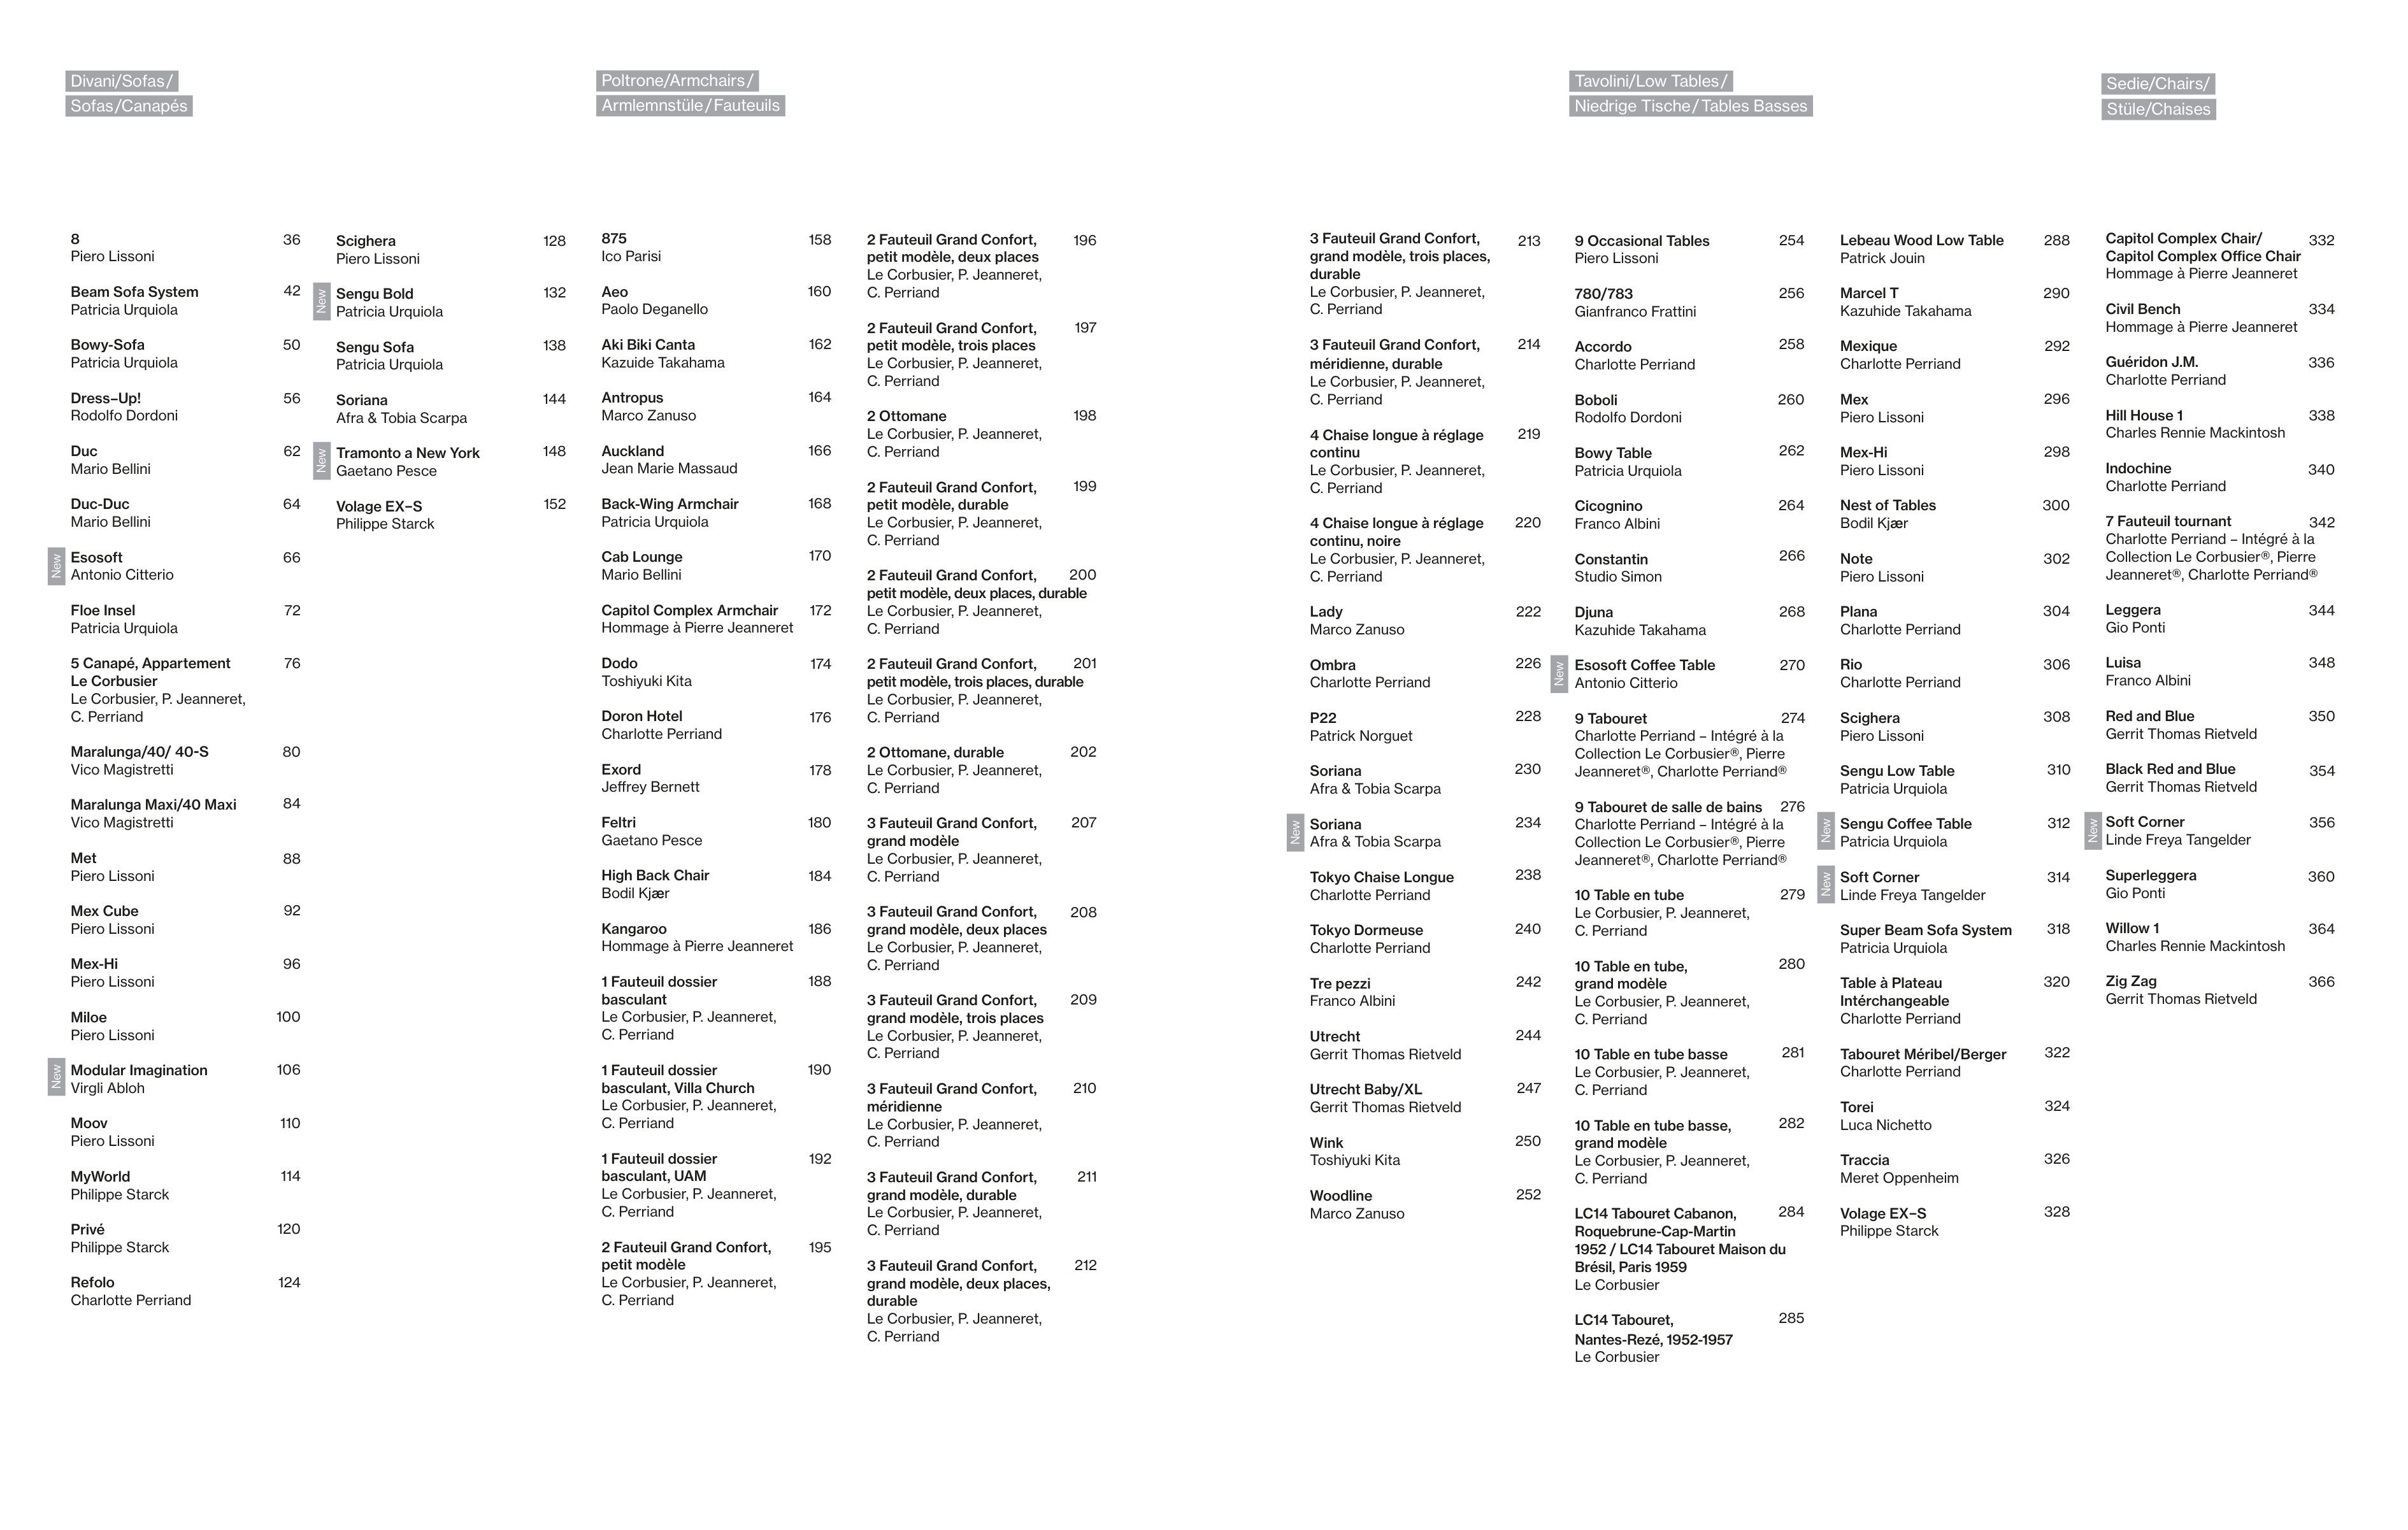 Divani/Sofas/
Sofas/Canapés
8 36
Piero Lissoni
Beam Sofa System 42
Patricia Urquiola
Bowy-Sofa 50
Patricia Urquiola
Dress–Up! 56
Rodolfo Dordoni
Duc 62
Mario Bellini
Duc-Duc 64
Mario Bellini
New
Esosoft 66
Antonio Citterio
Floe Insel 72
Patricia Urquiola
5 Canapé, Appartement 76
Le Corbusier
Le Corbusier, P. Jeanneret,
C. Perriand
Maralunga/40/ 40-S 80
Vico Magistretti
Maralunga Maxi/40 Maxi 84
Vico Magistretti
Met 88
Piero Lissoni
Mex Cube 92
Piero Lissoni
Mex-Hi 96
Piero Lissoni
Miloe 100
Piero Lissoni
New
Modular Imagination 106
Virgli Abloh
Moov 110
Piero Lissoni
MyWorld 114
Philippe Starck
Privé 120
Philippe Starck
Refolo 124
Charlotte Perriand
Scighera 128
Piero Lissoni
New
Sengu Bold 132
Patricia Urquiola
Sengu Sofa 138
Patricia Urquiola
Soriana 144
Afra & Tobia Scarpa
New
Tramonto a New York 148
Gaetano Pesce
Volage EX–S 152
Philippe Starck
Poltrone/Armchairs/
Armlemnstüle/Fauteuils
875 158
Ico Parisi
Aeo 160
Paolo Deganello
Aki Biki Canta 162
Kazuide Takahama
Antropus 164
Marco Zanuso
Auckland 166
Jean Marie Massaud
Back-Wing Armchair 168
Patricia Urquiola
Cab Lounge 170
Mario Bellini
Capitol Complex Armchair 172
Hommage à Pierre Jeanneret
Dodo 174
Toshiyuki Kita
Doron Hotel 176
Charlotte Perriand
Exord 178
Jeffrey Bernett
Feltri 180
Gaetano Pesce
High Back Chair 184
Bodil Kjær
Kangaroo 186
Hommage à Pierre Jeanneret
1 Fauteuil dossier 188
basculant
Le Corbusier, P. Jeanneret,
C. Perriand
1 Fauteuil dossier 190
basculant, Villa Church
Le Corbusier, P. Jeanneret,
C. Perriand
1 Fauteuil dossier 192
basculant, UAM
Le Corbusier, P. Jeanneret,
C. Perriand
2 Fauteuil Grand Confort, 195
petit modèle
Le Corbusier, P. Jeanneret,
C. Perriand
2 Fauteuil Grand Confort, 196
petit modèle, deux places
Le Corbusier, P. Jeanneret,
C. Perriand
2 Fauteuil Grand Confort, 197
petit modèle, trois places
Le Corbusier, P. Jeanneret,
C. Perriand
2 Ottomane 198
Le Corbusier, P. Jeanneret,
C. Perriand
2 Fauteuil Grand Confort, 199
petit modèle, durable
Le Corbusier, P. Jeanneret,
C. Perriand
2 Fauteuil Grand Confort, 200
petit modèle, deux places, durable
Le Corbusier, P. Jeanneret,
C. Perriand
2 Fauteuil Grand Confort, 201
petit modèle, trois places, durable
Le Corbusier, P. Jeanneret,
C. Perriand
2 Ottomane, durable 202
Le Corbusier, P. Jeanneret,
C. Perriand
3 Fauteuil Grand Confort, 207
grand modèle
Le Corbusier, P. Jeanneret,
C. Perriand
3 Fauteuil Grand Confort, 208
grand modèle, deux places
Le Corbusier, P. Jeanneret,
C. Perriand
3 Fauteuil Grand Confort, 209
grand modèle, trois places
Le Corbusier, P. Jeanneret,
C. Perriand
3 Fauteuil Grand Confort, 210
méridienne
Le Corbusier, P. Jeanneret,
C. Perriand
3 Fauteuil Grand Confort, 211
grand modèle, durable
Le Corbusier, P. Jeanneret,
C. Perriand
3 Fauteuil Grand Confort, 212
grand modèle, deux places,
durable
Le Corbusier, P. Jeanneret,
C. Perriand
3 Fauteuil Grand Confort, 213
grand modèle, trois places,
durable
Le Corbusier, P. Jeanneret,
C. Perriand
3 Fauteuil Grand Confort, 214
méridienne, durable
Le Corbusier, P. Jeanneret,
C. Perriand
4 Chaise longue à réglage 219
continu
Le Corbusier, P. Jeanneret,
C. Perriand
4 Chaise longue à réglage 220
continu, noire
Le Corbusier, P. Jeanneret,
C. Perriand
Lady 222
Marco Zanuso
Ombra 226
Charlotte Perriand
P22 228
Patrick Norguet
Soriana 230
Afra & Tobia Scarpa
New
Soriana 234
Afra & Tobia Scarpa
Tokyo Chaise Longue 238
Charlotte Perriand
Tokyo Dormeuse 240
Charlotte Perriand
Tre pezzi 242
Franco Albini
Utrecht 244
Gerrit Thomas Rietveld
Utrecht Baby/XL 247
Gerrit Thomas Rietveld
Wink 250
Toshiyuki Kita
Woodline 252
Marco Zanuso
Tavolini/Low Tables/
Niedrige Tische/Tables Basses
9 Occasional Tables 254
Piero Lissoni
780/783 256
Gianfranco Frattini
Accordo 258
Charlotte Perriand
Boboli 260
Rodolfo Dordoni
Bowy Table 262
Patricia Urquiola
Cicognino 264
Franco Albini
Constantin 266
Studio Simon
Djuna 268
Kazuhide Takahama
New
Esosoft Coffee Table 270
Antonio Citterio
9 Tabouret 274
Charlotte Perriand – Intégré à la
Collection Le Corbusier®, Pierre
Jeanneret®, Charlotte Perriand®
9 Tabouret de salle de bains 276
Charlotte Perriand – Intégré à la
Collection Le Corbusier®, Pierre
Jeanneret®, Charlotte Perriand®
10 Table en tube 279
Le Corbusier, P. Jeanneret,
C. Perriand
10 Table en tube, 280
grand modèle
Le Corbusier, P. Jeanneret,
C. Perriand
10 Table en tube basse 281
Le Corbusier, P. Jeanneret,
C. Perriand
10 Table en tube basse, 282
grand modèle
Le Corbusier, P. Jeanneret,
C. Perriand
LC14 Tabouret Cabanon, 284
Roquebrune-Cap-Martin
1952 / LC14 Tabouret Maison du
Brésil, Paris 1959
Le Corbusier
LC14 Tabouret, 285
Nantes-Rezé, 1952-1957
Le Corbusier
Lebeau Wood Low Table 288
Patrick Jouin
Marcel T 290
Kazuhide Takahama
Mexique 292
Charlotte Perriand
Mex 296
Piero Lissoni
Mex-Hi 298
Piero Lissoni
Nest of Tables 300
Bodil Kjær
Note 302
Piero Lissoni
Plana 304
Charlotte Perriand
Rio 306
Charlotte Perriand
Scighera 308
Piero Lissoni
Sengu Low Table 310
Patricia Urquiola
New
Sengu Coffee Table 312
Patricia Urquiola
New
Soft Corner 314
Linde Freya Tangelder
Super Beam Sofa System 318
Patricia Urquiola
Table à Plateau 320
Intérchangeable
Charlotte Perriand
Tabouret Méribel/Berger 322
Charlotte Perriand
Torei 324
Luca Nichetto
Traccia 326
Meret Oppenheim
Volage EX–S 328
Philippe Starck
Sedie/Chairs/
Stüle/Chaises
Capitol Complex Chair/ 332
Capitol Complex Office Chair
Hommage à Pierre Jeanneret
Civil Bench 334
Hommage à Pierre Jeanneret
Guéridon J.M. 336
Charlotte Perriand
Hill House 1 338
Charles Rennie Mackintosh
Indochine 340
Charlotte Perriand
7 Fauteuil tournant 342
Charlotte Perriand – Intégré à la
Collection Le Corbusier®, Pierre
Jeanneret®, Charlotte Perriand®
Leggera 344
Gio Ponti
Luisa 348
Franco Albini
Red and Blue 350
Gerrit Thomas Rietveld
Black Red and Blue 354
Gerrit Thomas Rietveld
New
Soft Corner 356
Linde Freya Tangelder
Superleggera 360
Gio Ponti
Willow 1 364
Charles Rennie Mackintosh
Zig Zag 366
Gerrit Thomas Rietveld